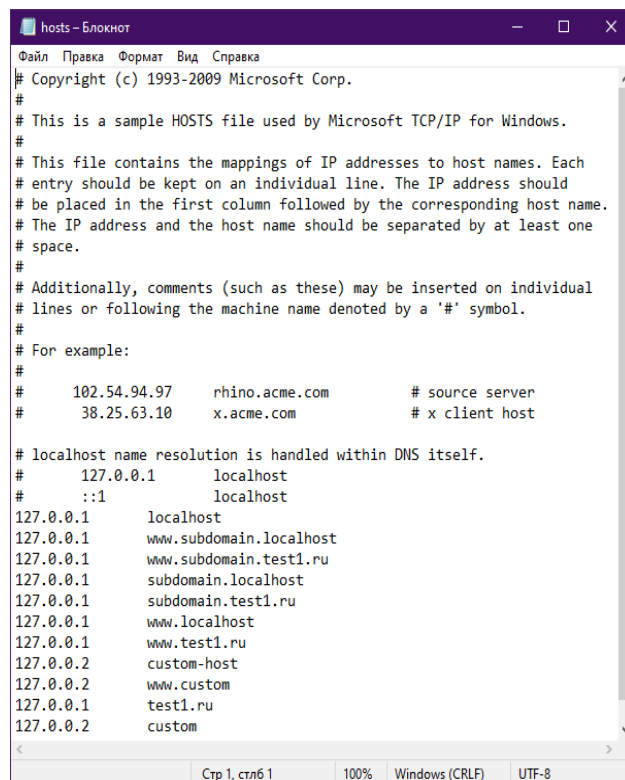 hosts – Блокнот
Файл Правка Формат Вид Справка
# Copyright (c) 1993-2009 Microsoft Corp.
#
# This is a sample HOSTS file used by Microsoft TCP/IP for Windows.
#
# This file contains the mappings of IP addresses to host names. Each
# entry should be kept on an individual line. The IP address should
# be placed in the first column followed by the corresponding host name.
# The IP address and the host name should be separated by at least one
# space.
#
# Additionally, comments (such as these) may be inserted on individual
# lines or following the machine name denoted by a '#' symbol.
#
# For example:
#
#      102.54.94.97     rhino.acme.com          # source server
#       38.25.63.10     x.acme.com              # x client host

# localhost name resolution is handled within DNS itself.
#       127.0.0.1       localhost
#       ::1             localhost
127.0.0.1       localhost
127.0.0.1       www.subdomain.localhost
127.0.0.1       www.subdomain.test1.ru
127.0.0.1       subdomain.localhost
127.0.0.1       subdomain.test1.ru
127.0.0.1       www.localhost
127.0.0.1       www.test1.ru
127.0.0.2       custom-host
127.0.0.2       www.custom
127.0.0.1       test1.ru
127.0.0.2       custom
Стр 1, стлб 1 100% Windows (CRLF) UTF-8